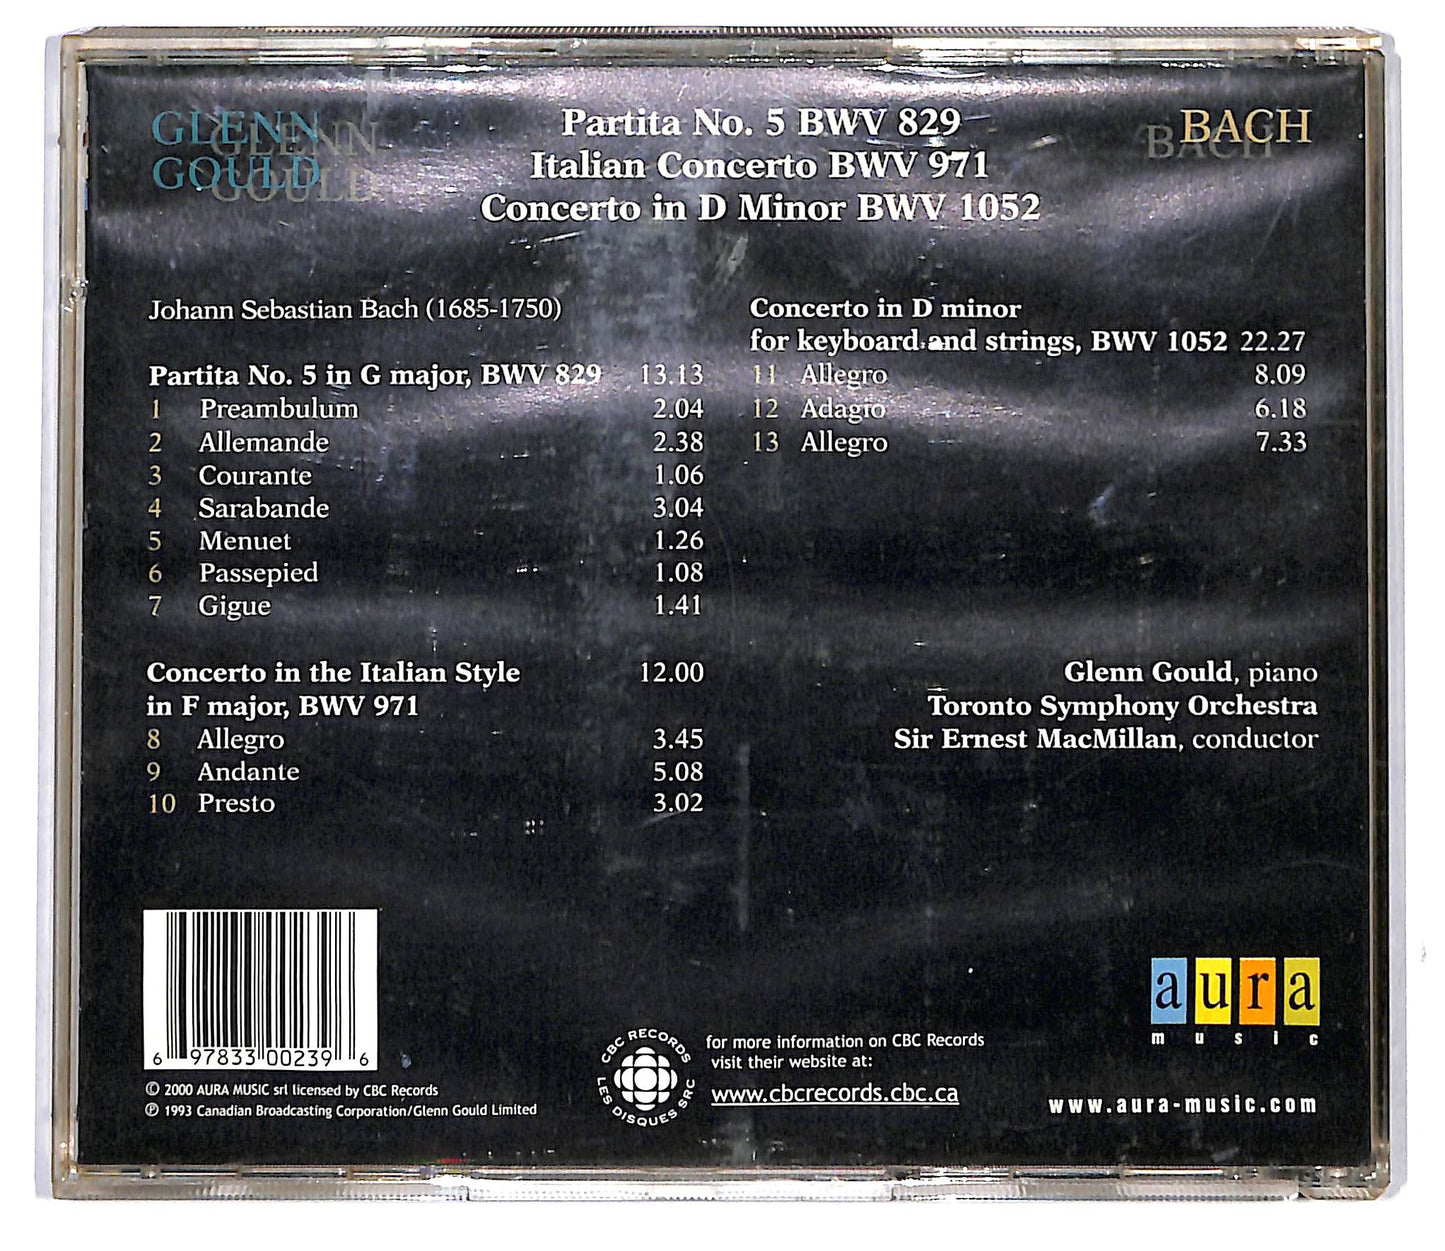 GLENN
GOULD
GLENN
GOULD
Partita No. 5 BWV 829
Italian Concerto BWV 971
Concerto in D Minor BWV 1052
BACH
BACH
Johann Sebastian Bach (1685-1750)
Partita No. 5 in G major, BWV 829 13.13
1 Preambulum 2.04
2 Allemande 2.38
3 Courante 1.06
4 Sarabande 3.04
5 Menuet 1.26
6 Passepied 1.08
7 Gigue 1.41
Concerto in the Italian Style 12.00
in F major, BWV 971
8 Allegro 3.45
9 Andante 5.08
10 Presto 3.02
Concerto in D minor
for keyboard and strings, BWV 1052 22.27
11 Allegro 8.09
12 Adagio 6.18
13 Allegro 7.33
Glenn Gould, piano
Toronto Symphony Orchestra
Sir Ernest MacMillan, conductor
6 97833 00239 6
© 2000 AURA MUSIC srl licensed by CBC Records
℗ 1993 Canadian Broadcasting Corporation/Glenn Gould Limited
CBC RECORDS
LES DISQUES SRC
for more information on CBC Records
visit their website at:
www.cbcrecords.cbc.ca
aura
music
www.aura-music.com